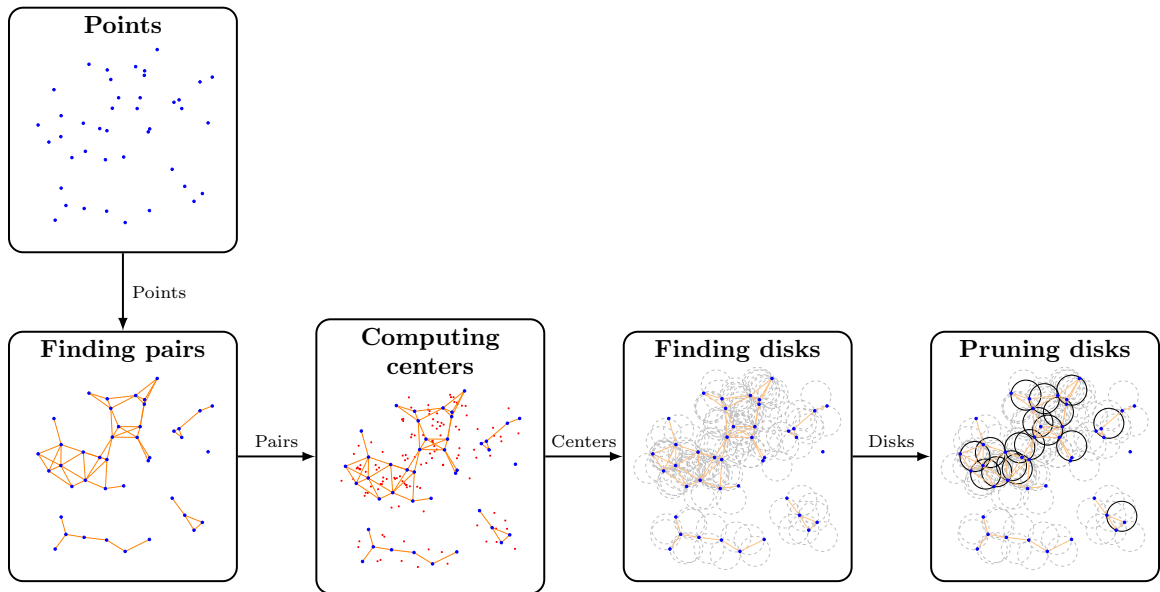 Points
Points
Finding pairs
Pairs
Computing
centers
Centers
Finding disks
Disks
Pruning disks